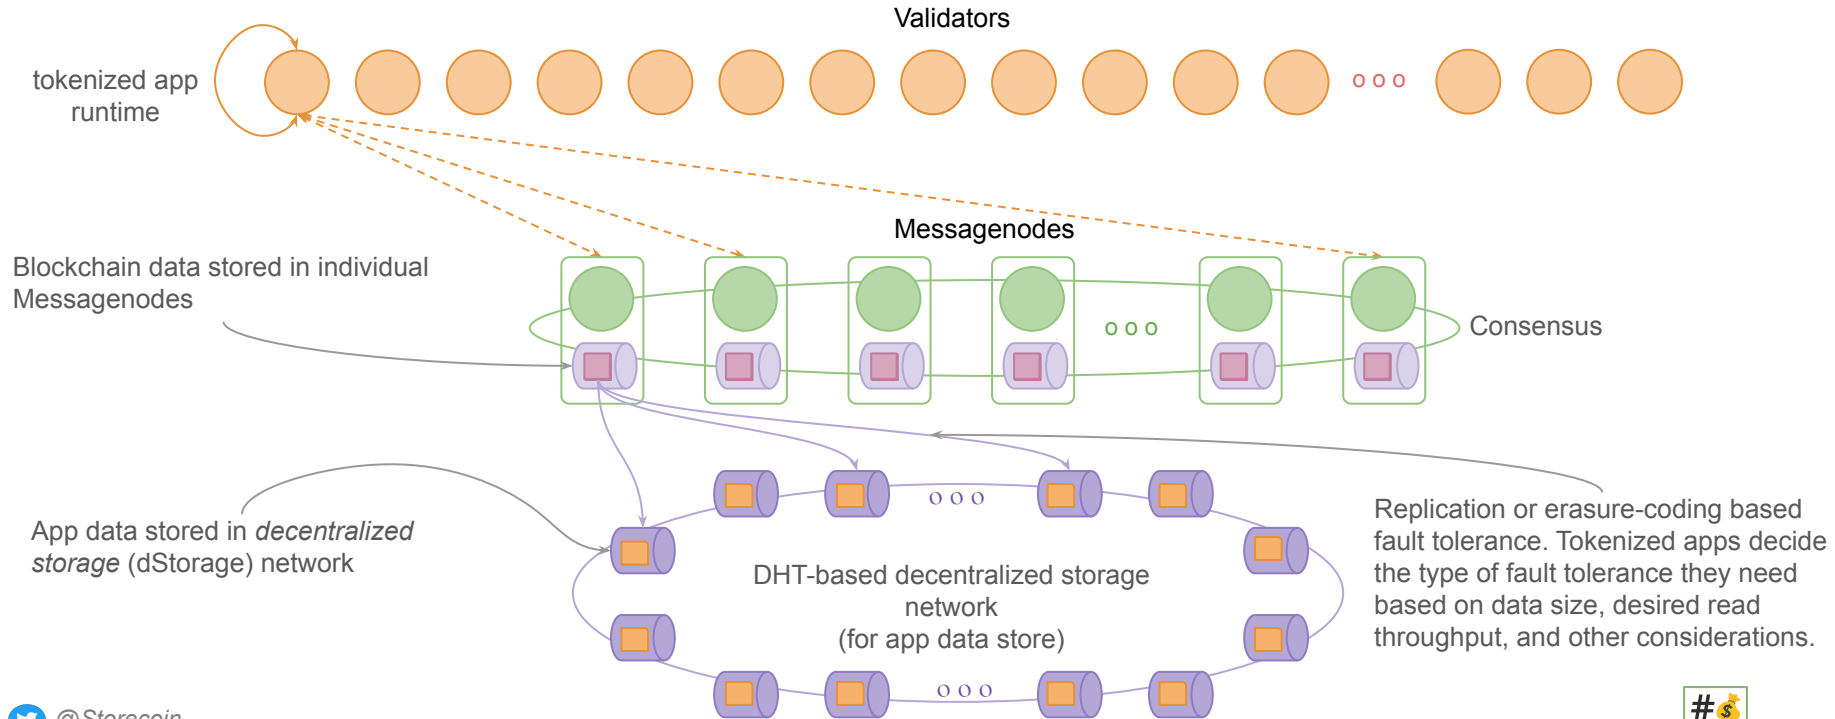 Validators
tokenized app
runtime
o o o
Messagenodes
Blockchain data stored in individual
Messagenodes
o o o
Consensus
o o o
App data stored in decentralized
storage (dStorage) network
DHT-based decentralized storage
network
(for app data store)
Replication or erasure-coding based
fault tolerance. Tokenized apps decide
the type of fault tolerance they need
based on data size, desired read
throughput, and other considerations.
o o o
@Storecoin
#💰